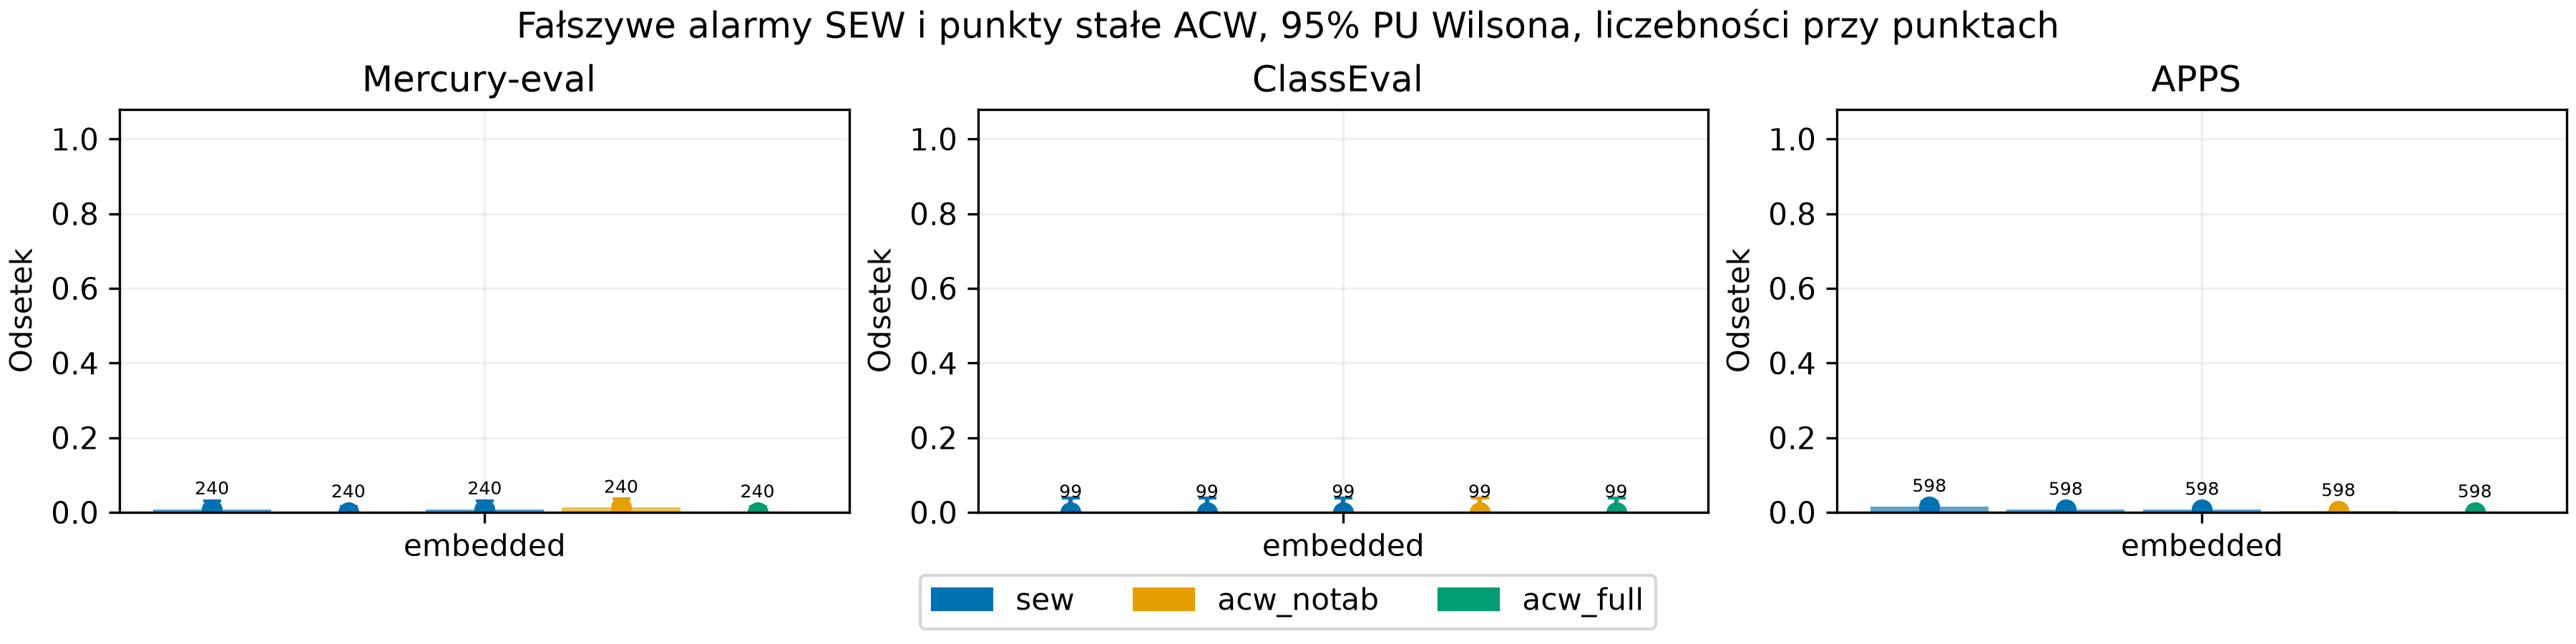 Fałszywe alarmy SEW i punkty stałe ACW, 95% PU Wilsona, liczebności przy punktach
Mercury-eval
Odsetek
1.0
0.8
0.6
0.4
0.2
0.0
240 240 240 240 240
embedded
ClassEval
Odsetek
1.0
0.8
0.6
0.4
0.2
0.0
99 99 99 99 99
embedded
APPS
Odsetek
1.0
0.8
0.6
0.4
0.2
0.0
598 598 598 598 598
embedded
sew acw_notab acw_full